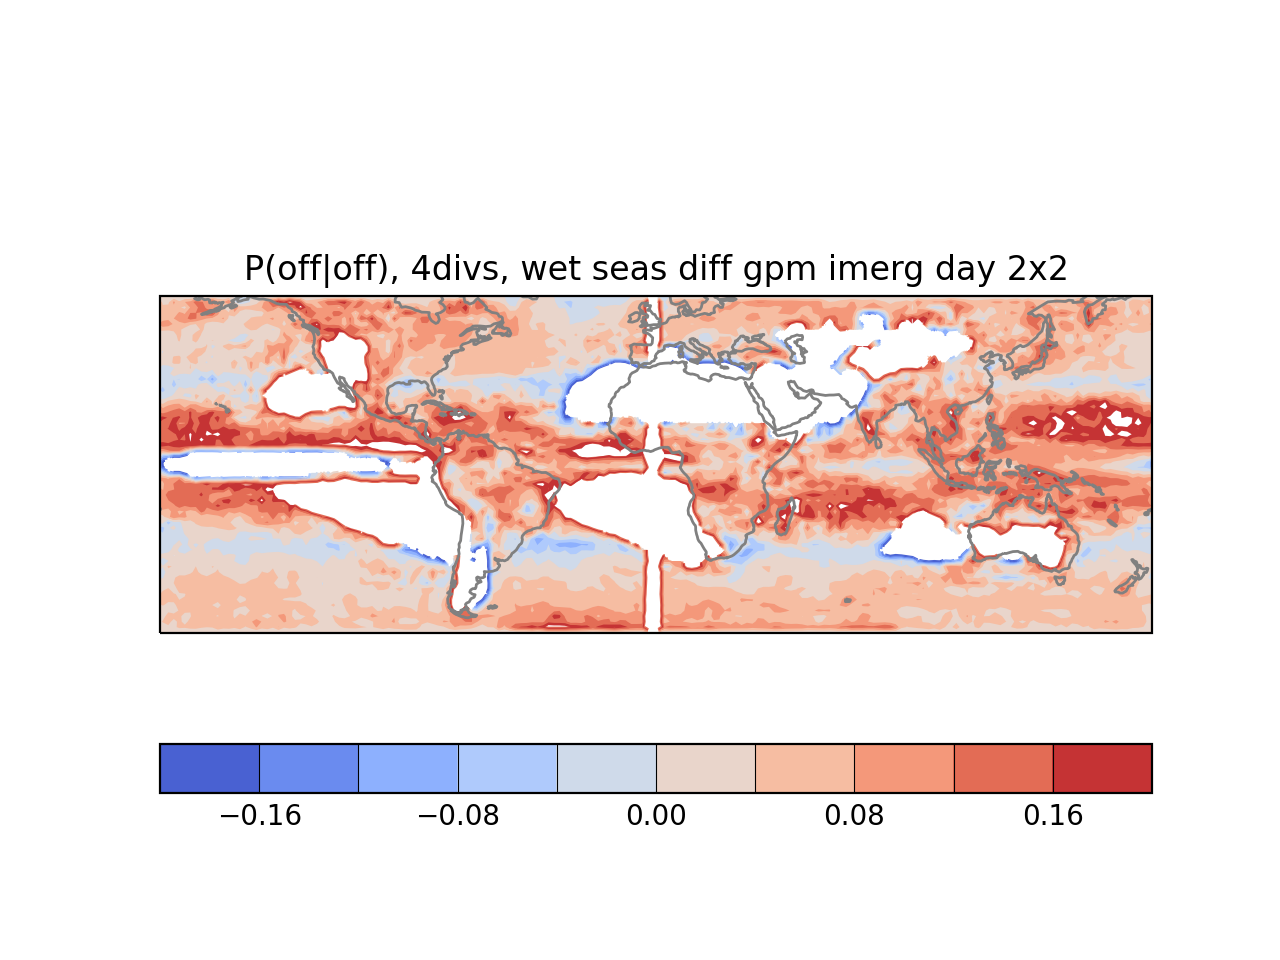 P(off|off), 4divs, wet seas diff gpm imerg day 2x2
−0.16 −0.08 0.00 0.08 0.16